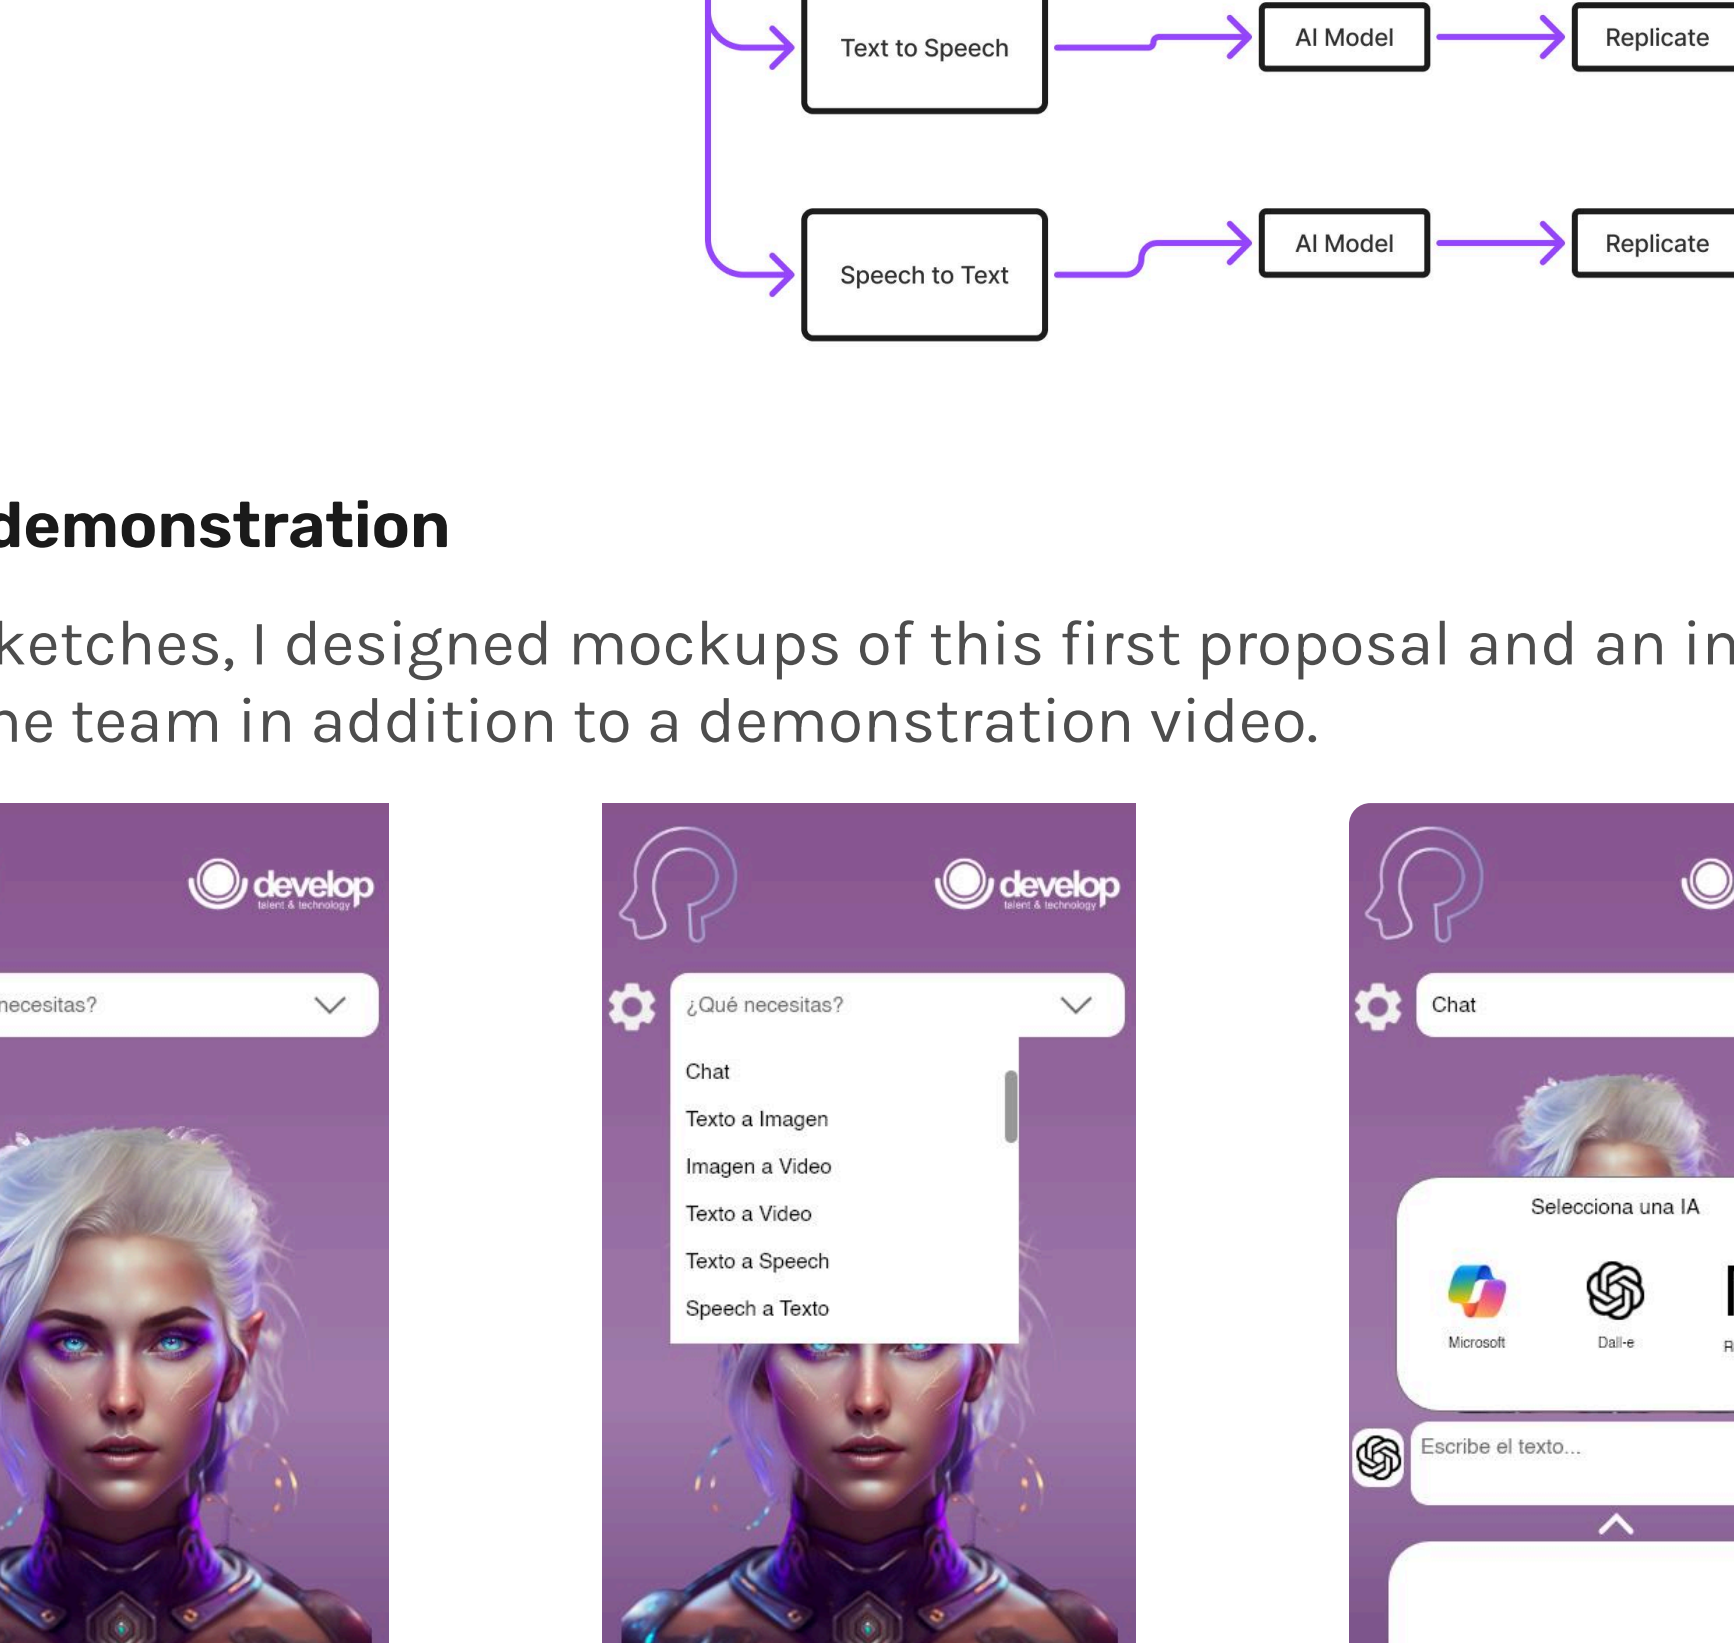 Text to Speech
AI Model
Replicate
Speech to Text
AI Model
Replicate
demonstration
ketches, I designed mockups of this first proposal and an in
he team in addition to a demonstration video.
develop
talent & technology
necesitas?
develop
talent & technology
¿Qué necesitas?
Chat
Texto a Imagen
Imagen a Video
Texto a Video
Texto a Speech
Speech a Texto
Chat
Selecciona una IA
Microsoft
Dall-e
Escribe el texto...